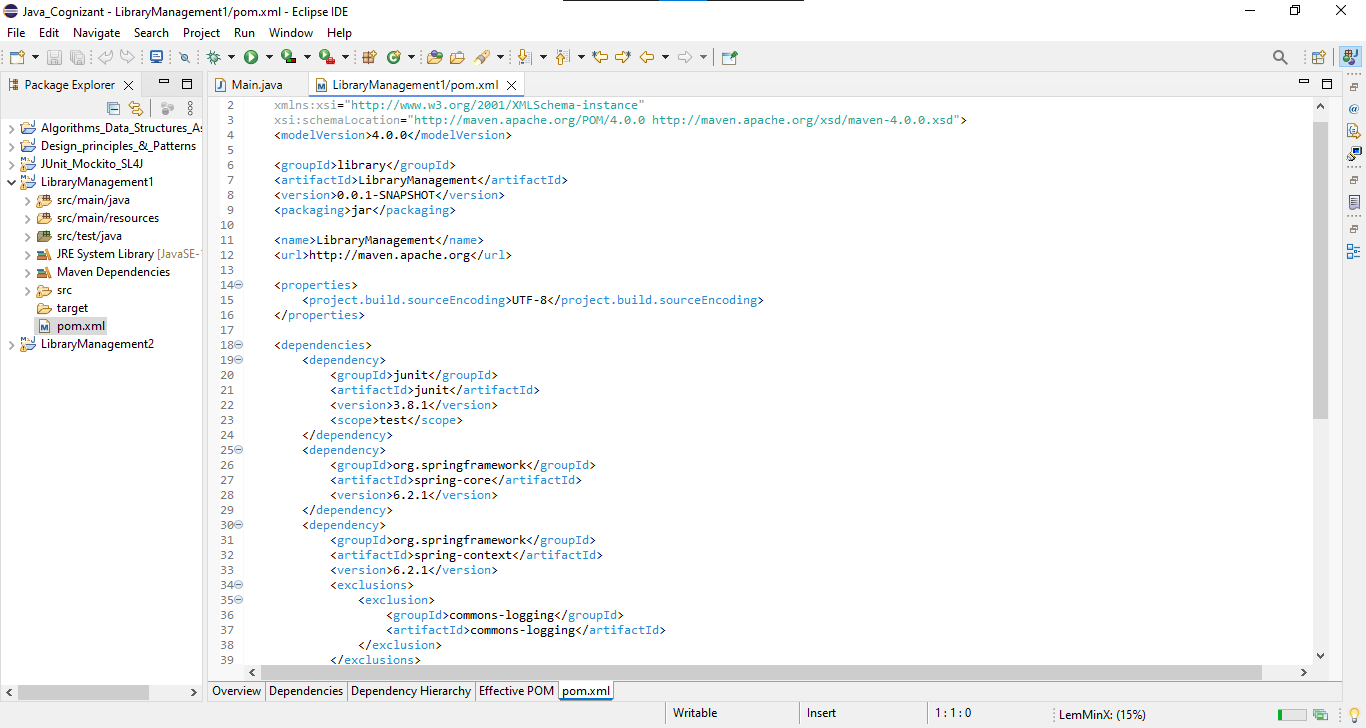 Java_Cognizant - LibraryManagement1/pom.xml - Eclipse IDE
File Edit Navigate Search Project Run Window Help
Package Explorer
Algorithms_Data_Structures_As
Design_principles_&_Patterns
JUnit_Mockito_SL4J
LibraryManagement1
src/main/java
src/main/resources
src/test/java
JRE System Library [JavaSE-
Maven Dependencies
src
target
pom.xml
LibraryManagement2
Main.java LibraryManagement1/pom.xml
2 xmlns:xsi="http://www.w3.org/2001/XMLSchema-instance"
3 xsi:schemaLocation="http://maven.apache.org/POM/4.0.0 http://maven.apache.org/xsd/maven-4.0.0.xsd">
4 <modelVersion>4.0.0</modelVersion>
5
6 <groupId>library</groupId>
7 <artifactId>LibraryManagement</artifactId>
8 <version>0.0.1-SNAPSHOT</version>
9 <packaging>jar</packaging>
10
11 <name>LibraryManagement</name>
12 <url>http://maven.apache.org</url>
13
14 <properties>
15 <project.build.sourceEncoding>UTF-8</project.build.sourceEncoding>
16 </properties>
17
18 <dependencies>
19 <dependency>
20 <groupId>junit</groupId>
21 <artifactId>junit</artifactId>
22 <version>3.8.1</version>
23 <scope>test</scope>
24 </dependency>
25 <dependency>
26 <groupId>org.springframework</groupId>
27 <artifactId>spring-core</artifactId>
28 <version>6.2.1</version>
29 </dependency>
30 <dependency>
31 <groupId>org.springframework</groupId>
32 <artifactId>spring-context</artifactId>
33 <version>6.2.1</version>
34 <exclusions>
35 <exclusion>
36 <groupId>commons-logging</groupId>
37 <artifactId>commons-logging</artifactId>
38 </exclusion>
39 </exclusions>
Overview Dependencies Dependency Hierarchy Effective POM pom.xml
Writable Insert 1 : 1 : 0 LemMinX: (15%)